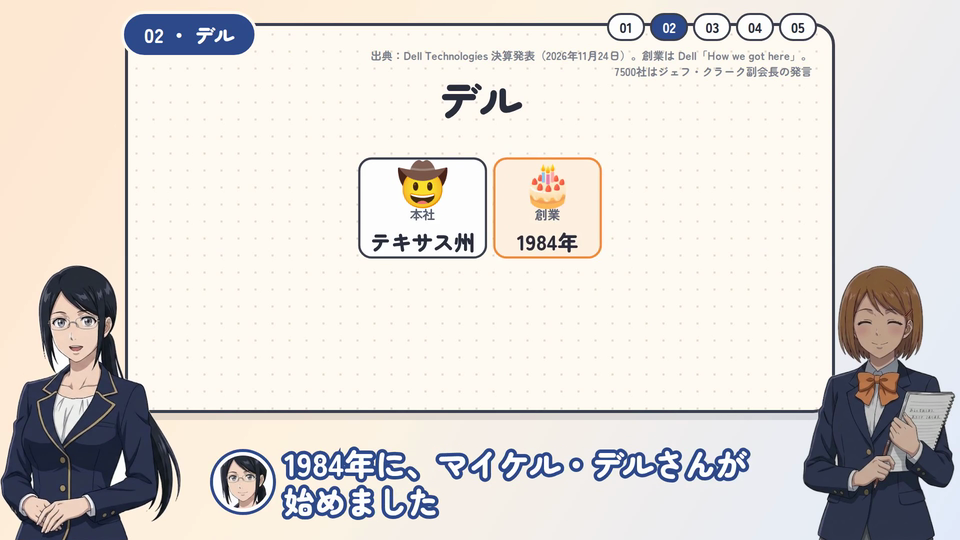 02 ・ デル
01 02 03 04 05
出典：Dell Technologies 決算発表（2026年11月24日）。創業は Dell「How we got here」。
7500社はジェフ・クラーク副会長の発言
デル
本社
テキサス州
創業
1984年
1984年に、マイケル・デルさんが
始めました